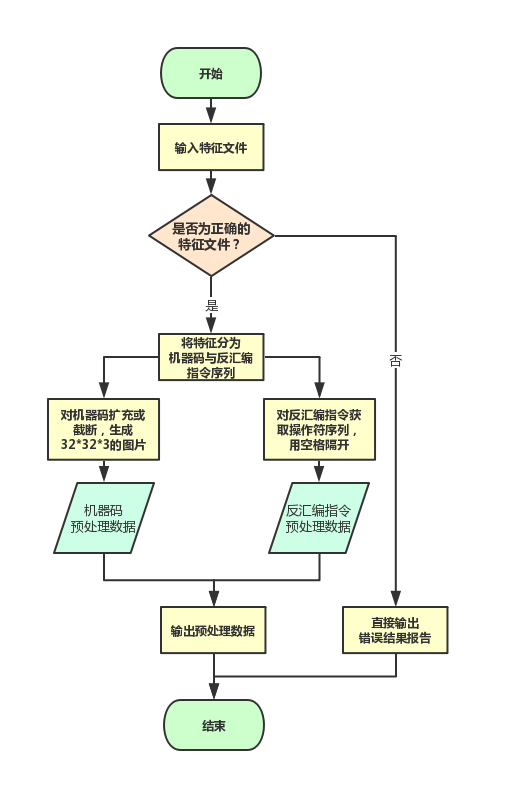 开始
输入特征文件
是否为正确的
特征文件？
是
否
将特征分为
机器码与反汇编
指令序列
对机器码扩充或
截断，生成
32*32*3的图片
对反汇编指令获
取操作符序列，
用空格隔开
机器码
预处理数据
反汇编指令
预处理数据
输出预处理数据
直接输出
错误结果报告
结束